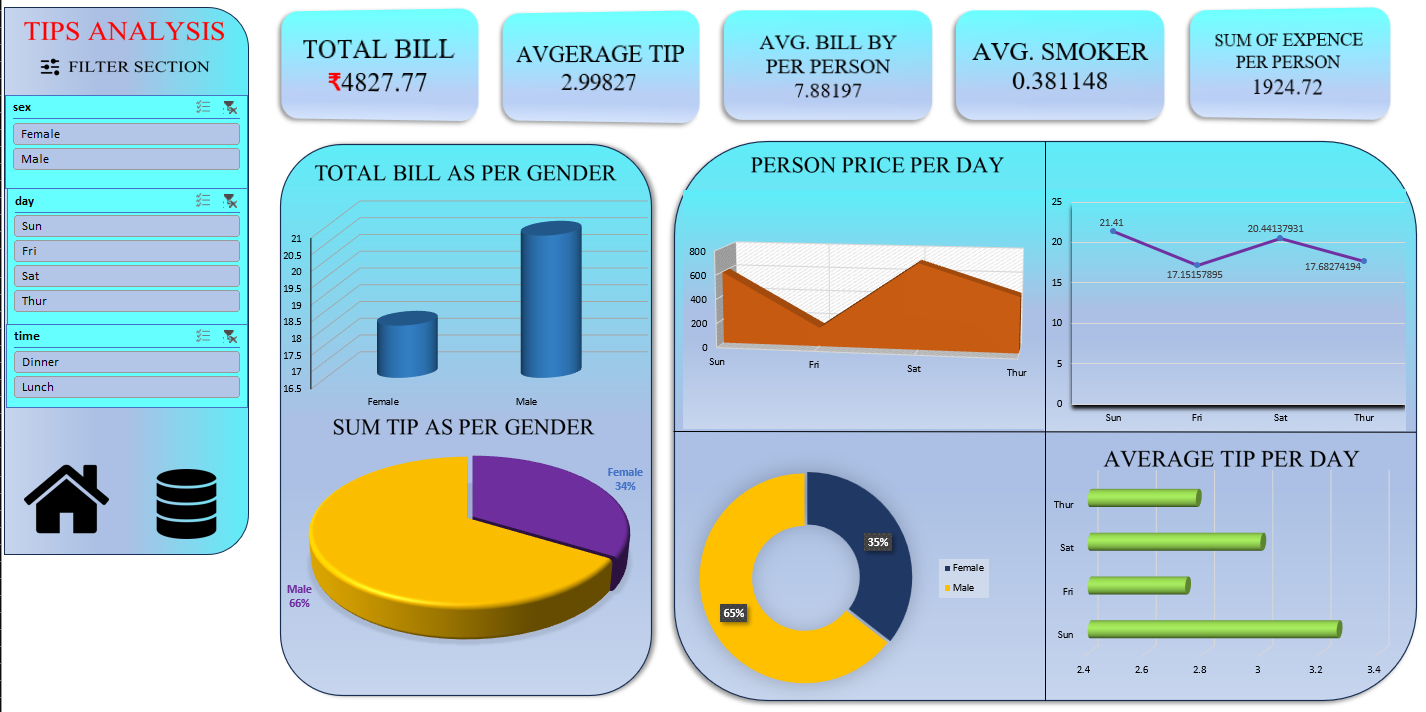 TIPS ANALYSIS
FILTER SECTION
sex
Female
Male
day
Sun
Fri
Sat
Thur
time
Dinner
Lunch
TOTAL BILL
₹4827.77
AVGERAGE TIP
2.99827
AVG. BILL BY
PER PERSON
7.88197
AVG. SMOKER
0.381148
SUM OF EXPENCE
PER PERSON
1924.72
TOTAL BILL AS PER GENDER
21
20.5
20
19.5
19
18.5
18
17.5
17
16.5
Female Male
SUM TIP AS PER GENDER
Female
34%
Male
66%
PERSON PRICE PER DAY
800
600
400
200
0
Sun Fri Sat Thur
25
20
15
10
5
0
21.41
17.15157895
20.44137931
17.68274194
Sun Fri Sat Thur
35%
65%
Female
Male
AVERAGE TIP PER DAY
Thur
Sat
Fri
Sun
2.4 2.6 2.8 3 3.2 3.4